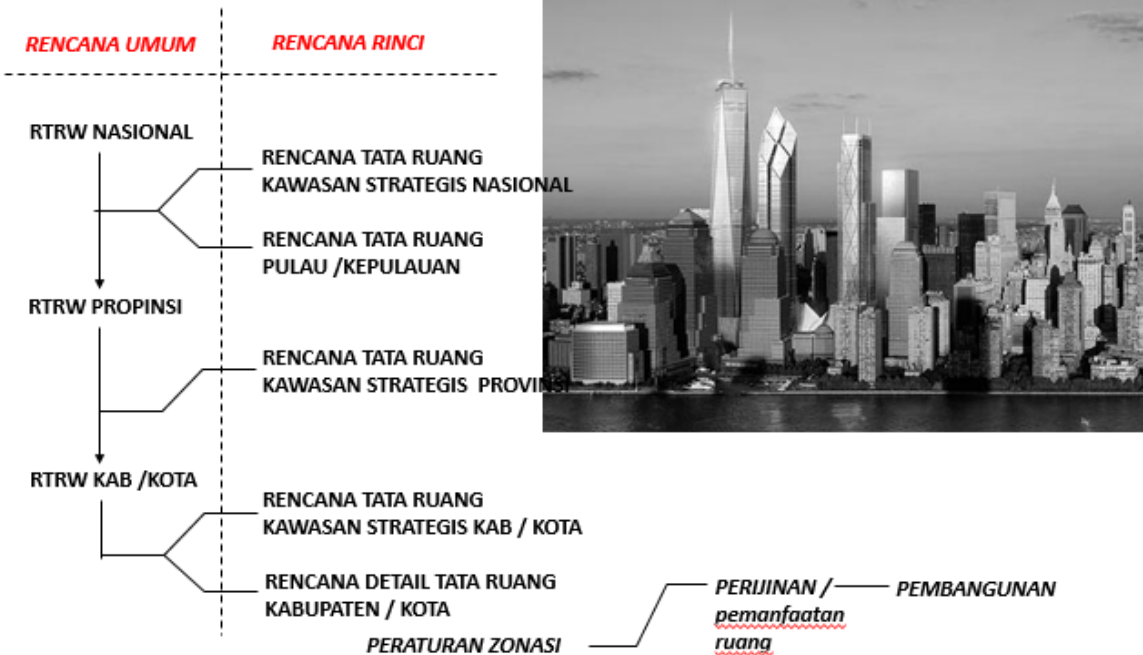 RENCANA UMUM
RENCANA RINCI
RTRW NASIONAL
RENCANA TATA RUANG
KAWASAN STRATEGIS NASIONAL
RENCANA TATA RUANG
PULAU /KEPULAUAN
RTRW PROPINSI
RENCANA TATA RUANG
KAWASAN STRATEGIS PROVINSI
RTRW KAB /KOTA
RENCANA TATA RUANG
KAWASAN STRATEGIS KAB / KOTA
RENCANA DETAIL TATA RUANG
KABUPATEN / KOTA
PERATURAN ZONASI
PERIJINAN /
pemanfaatan
ruang
PEMBANGUNAN